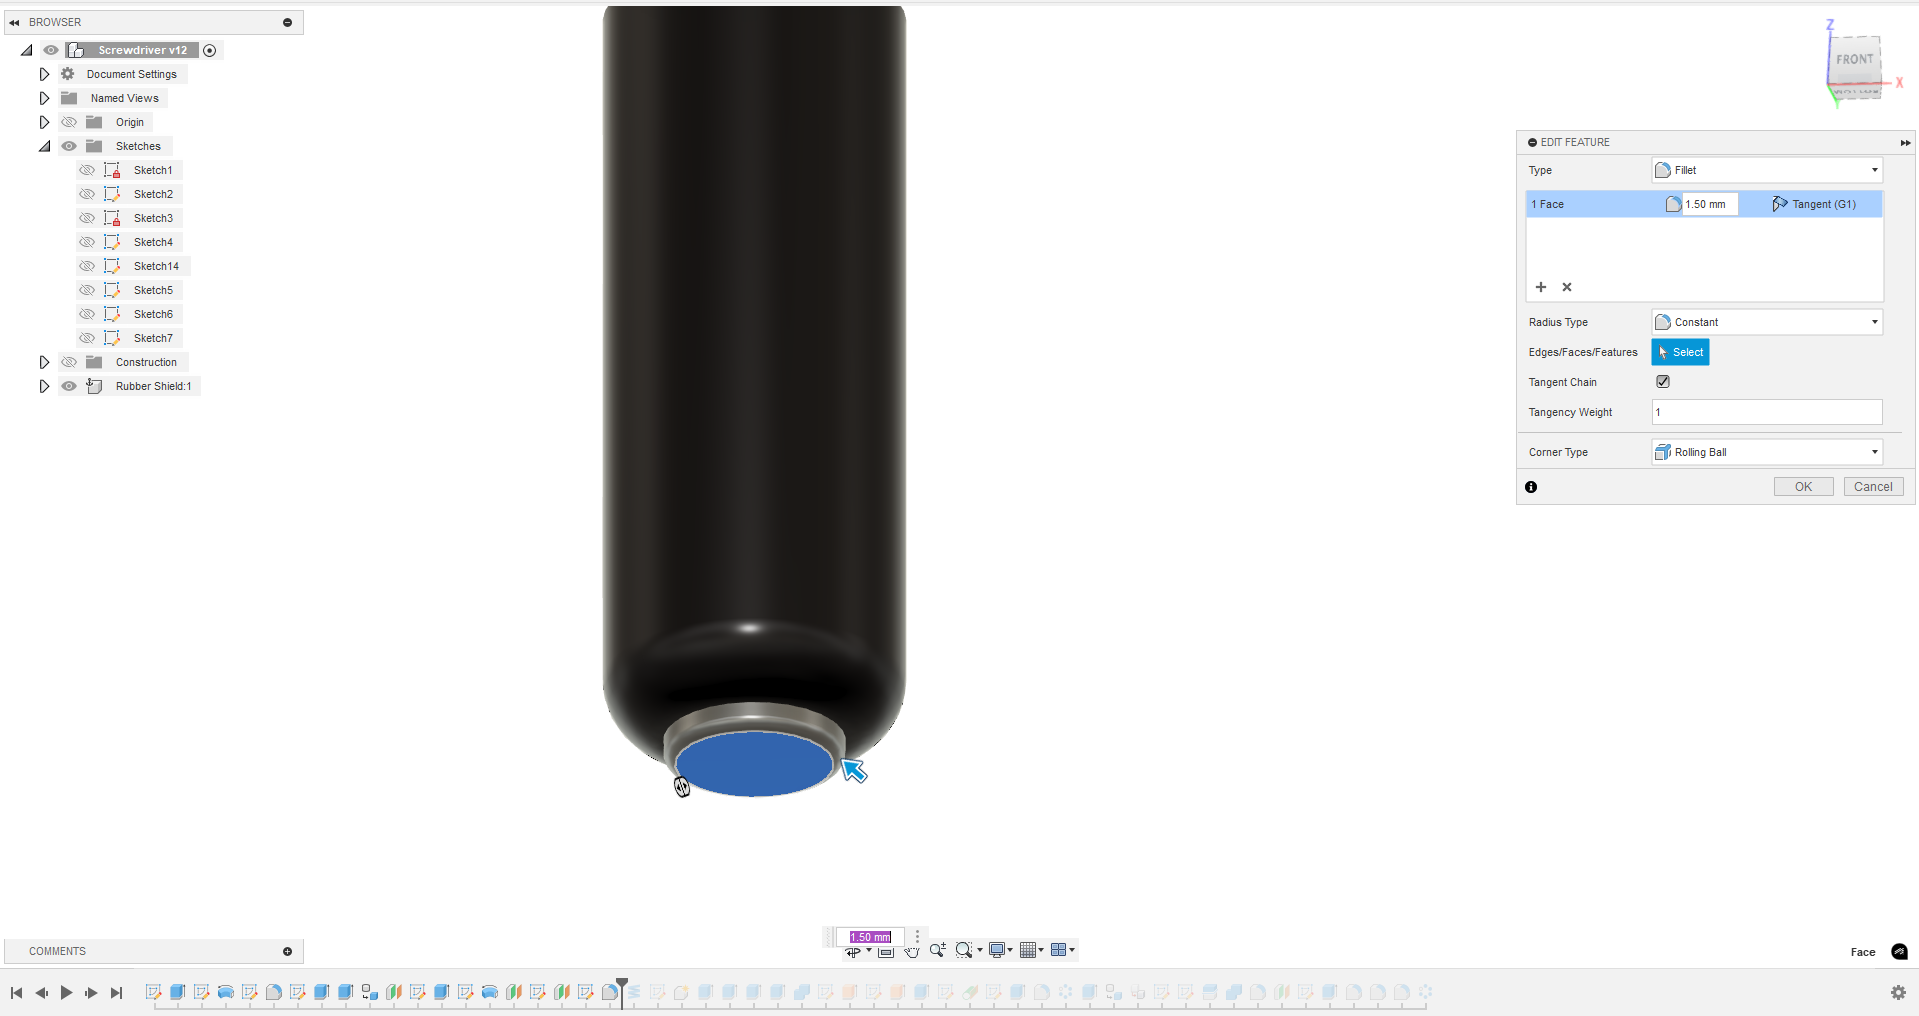 BROWSER
Screwdriver v12
Document Settings
Named Views
Origin
Sketches
Sketch1
Sketch2
Sketch3
Sketch4
Sketch14
Sketch5
Sketch6
Sketch7
Construction
Rubber Shield:1
Z
FRONT
X
EDIT FEATURE
Type
Fillet
1 Face
1.50 mm
Tangent (G1)
Radius Type
Constant
Edges/Faces/Features
Select
Tangent Chain
Tangency Weight
1
Corner Type
Rolling Ball
OK
Cancel
1.50 mm
COMMENTS
Face